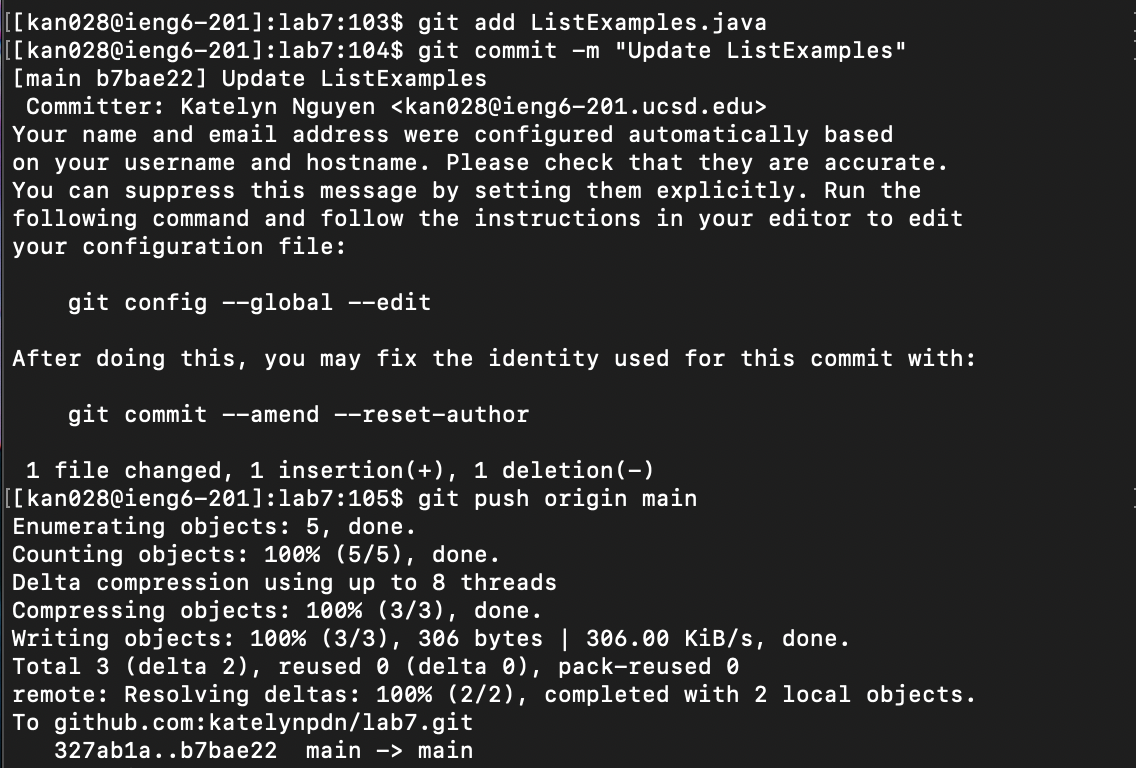 [[kan028@ieng6-201]:lab7:103$ git add ListExamples.java
[[kan028@ieng6-201]:lab7:104$ git commit -m "Update ListExamples"
[main b7bae22] Update ListExamples
 Committer: Katelyn Nguyen <kan028@ieng6-201.ucsd.edu>
Your name and email address were configured automatically based
on your username and hostname. Please check that they are accurate.
You can suppress this message by setting them explicitly. Run the
following command and follow the instructions in your editor to edit
your configuration file:

    git config --global --edit

After doing this, you may fix the identity used for this commit with:

    git commit --amend --reset-author

 1 file changed, 1 insertion(+), 1 deletion(-)
[[kan028@ieng6-201]:lab7:105$ git push origin main
Enumerating objects: 5, done.
Counting objects: 100% (5/5), done.
Delta compression using up to 8 threads
Compressing objects: 100% (3/3), done.
Writing objects: 100% (3/3), 306 bytes | 306.00 KiB/s, done.
Total 3 (delta 2), reused 0 (delta 0), pack-reused 0
remote: Resolving deltas: 100% (2/2), completed with 2 local objects.
To github.com:katelynpdn/lab7.git
   327ab1a..b7bae22  main -> main